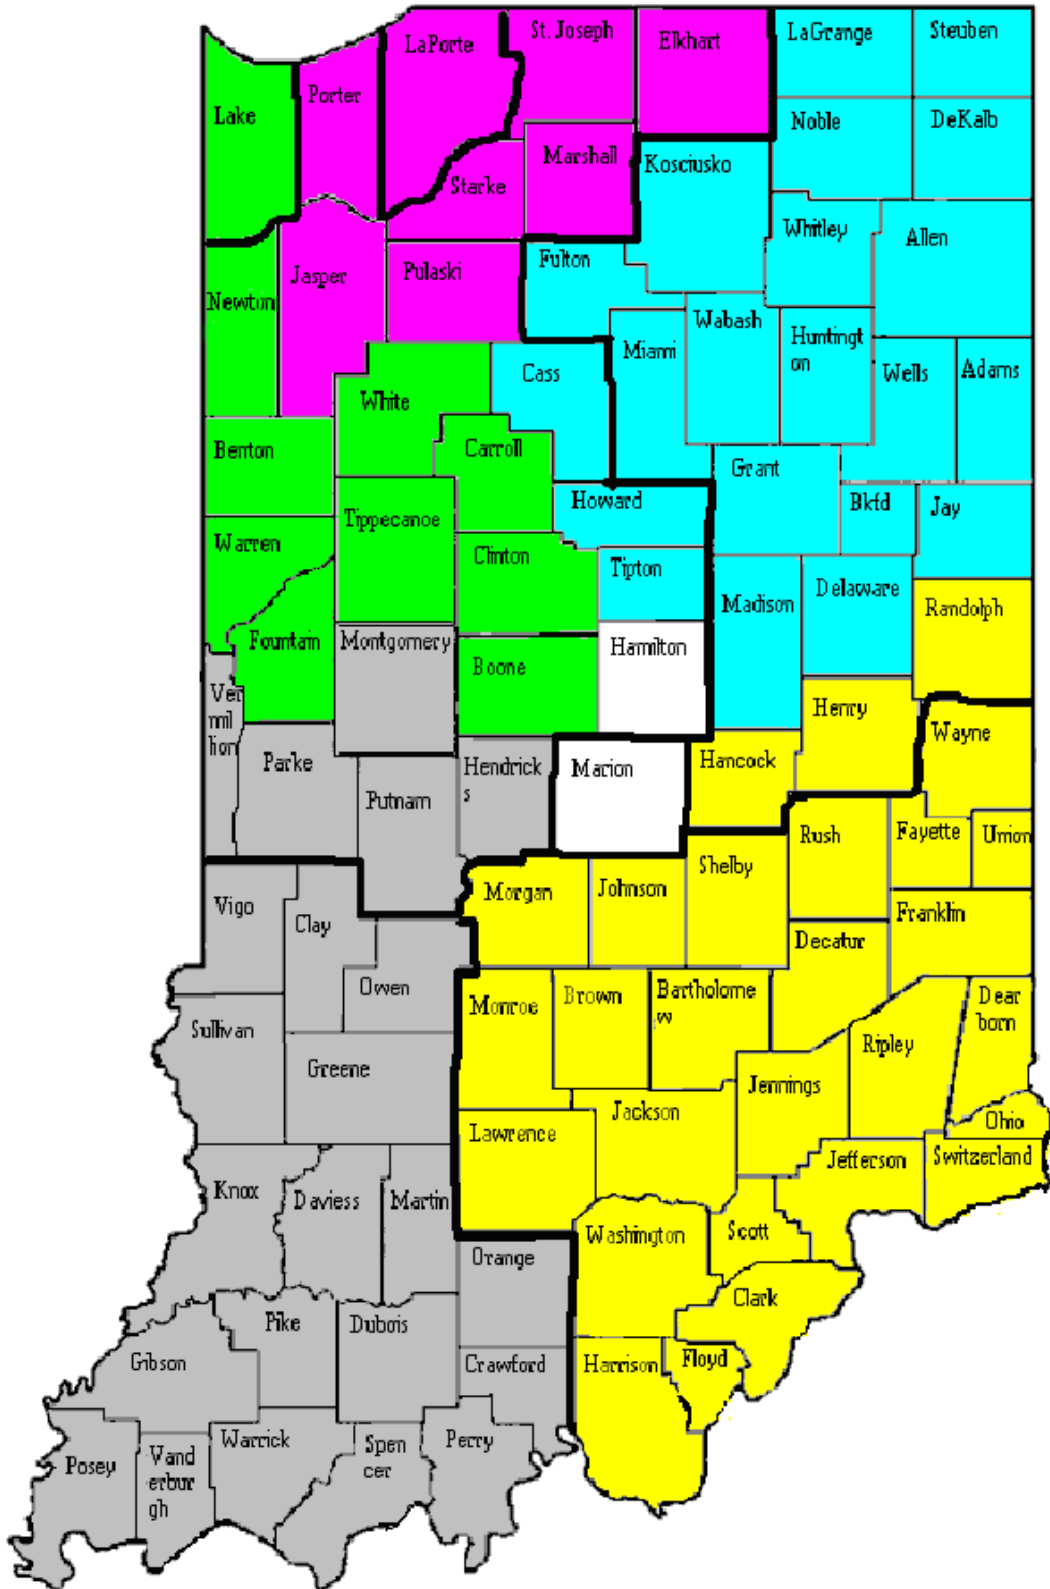 LaGrange
Steuben
LaPorte
St. Joseph
Elkhart
Lake
Porter
Noble
DeKalb
Marshall
Kosciusko
Starke
Whitley
Allen
Newton
Jasper
Pulaski
Fulton
Wabash
Huntingt
on
Miami
Cass
Wells
Adams
White
Benton
Carroll
Grant
Howard
Bkfd
Jay
Warren
Tippecanoe
Clinton
Tipton
Madison
Delaware
Randolph
Fountain
Montgomery
Boone
Hamilton
Ver
mil
lion
Henry
Wayne
Parke
Putnam
Hendrick
s
Marion
Hancock
Rush
Fayette
Union
Vigo
Clay
Morgan
Johnson
Shelby
Franklin
Decatur
Owen
Sullivan
Greene
Monroe
Brown
Bartholome
w
Dear
born
Ripley
Jennings
Jackson
Lawrence
Ohio
Knox
Daviess
Martin
Jefferson
Switzerland
Orange
Washington
Scott
Pike
Dubois
Clark
Gibson
Crawford
Harrison
Floyd
Posey
Vand
erbur
gh
Warrick
Spen
cer
Perry